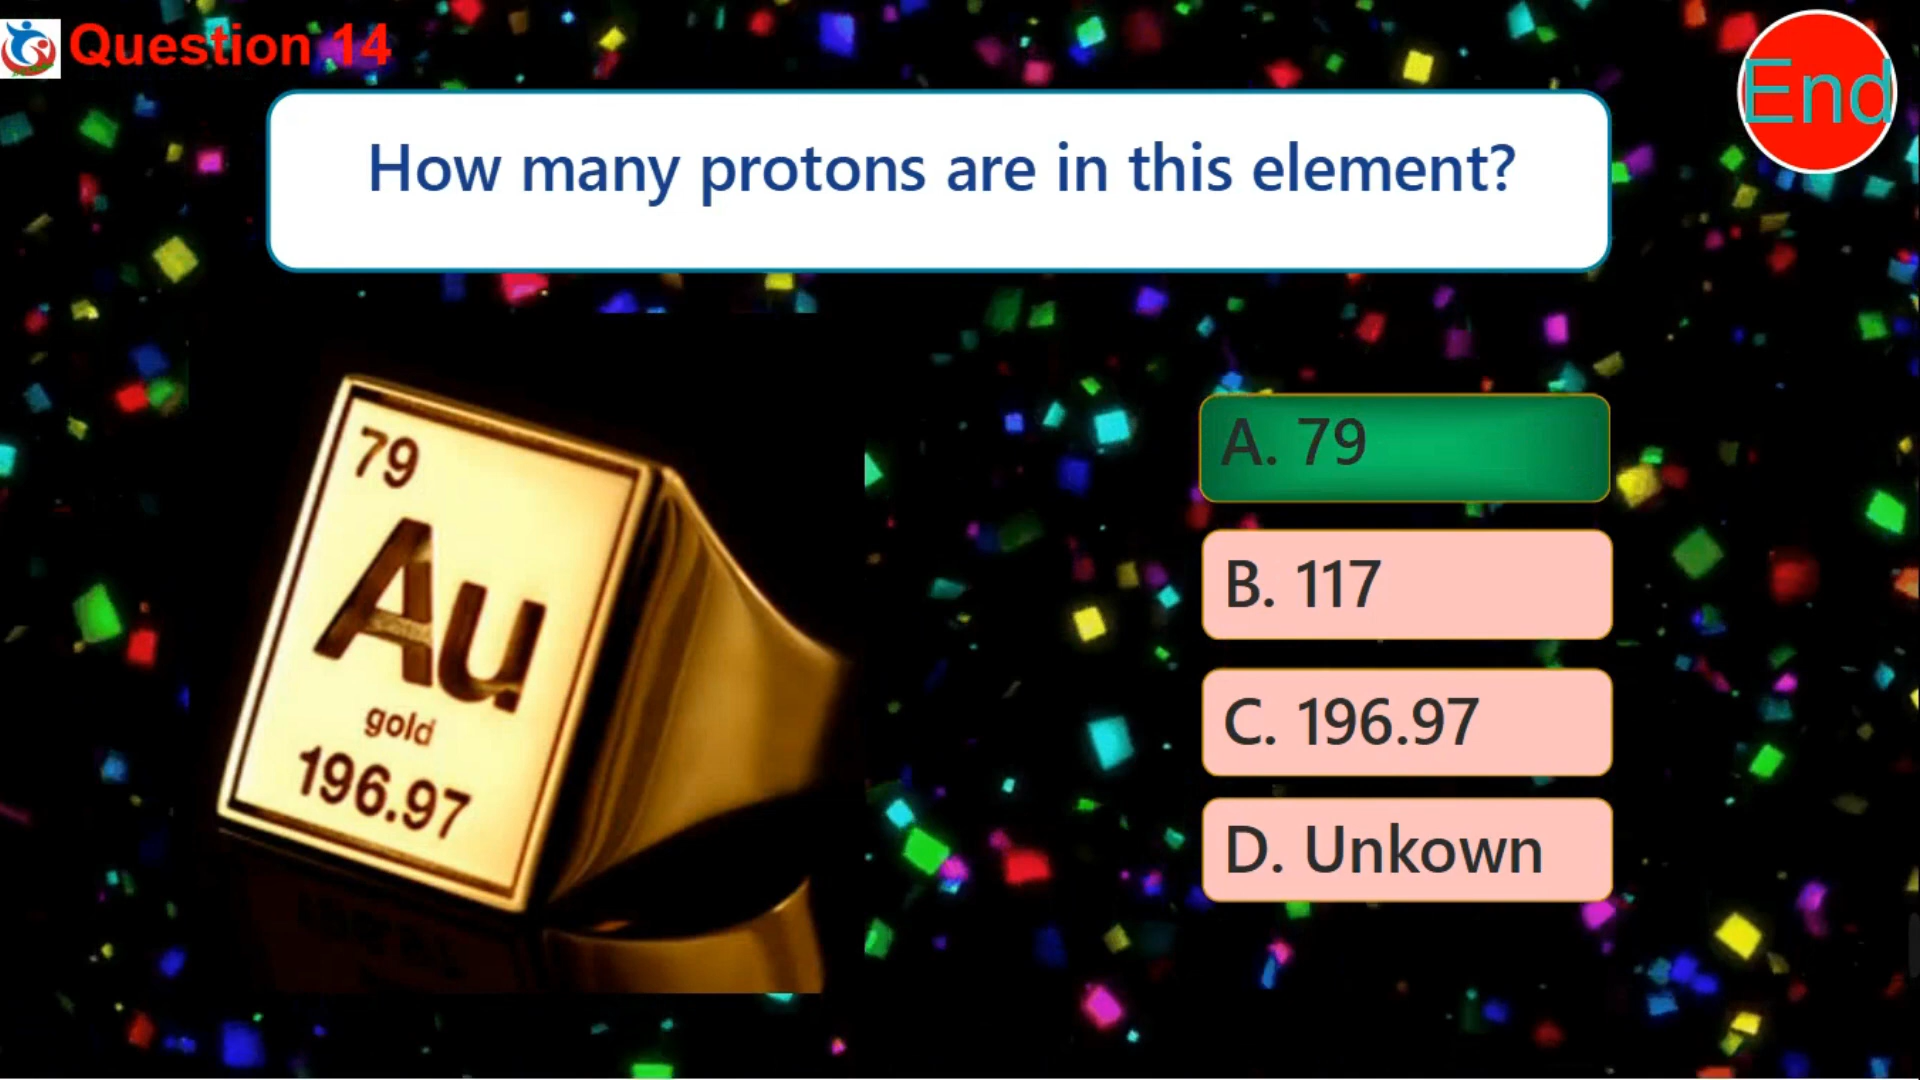 Question 14
End
How many protons are in this element?
79
Au
gold
196.97
A. 79
B. 117
C. 196.97
D. Unkown